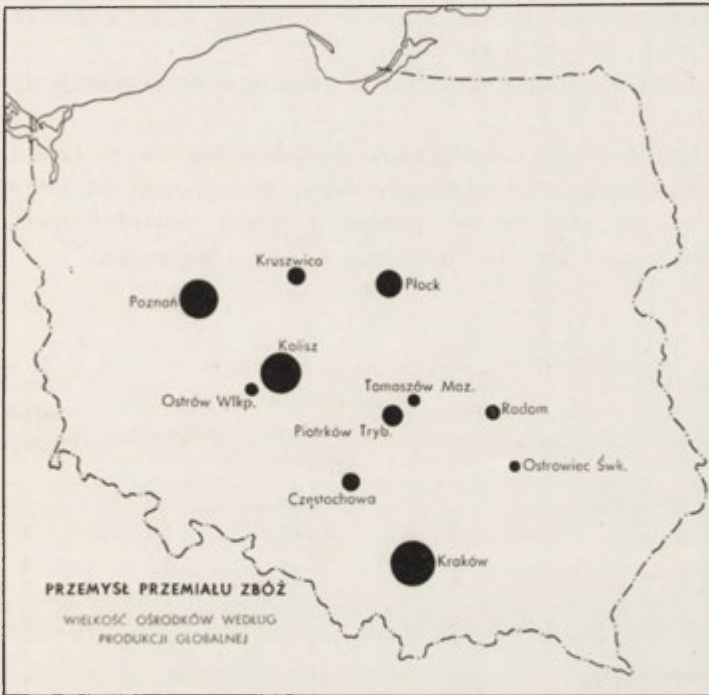 Kruszwica
Poznań
Płock
Kalisz
Ostrów Wlkp.
Tomaszów Maz.
Piotrków Tryb.
Radom
Ostrowiec Świk.
Częstochowa
Kraków
PRZEMYSŁ PRZEMIAŁU ZBÓŻ
WIELKOŚĆ OŚRODKÓW WEDŁUG
PRODUKCJI GLOBALNEJ